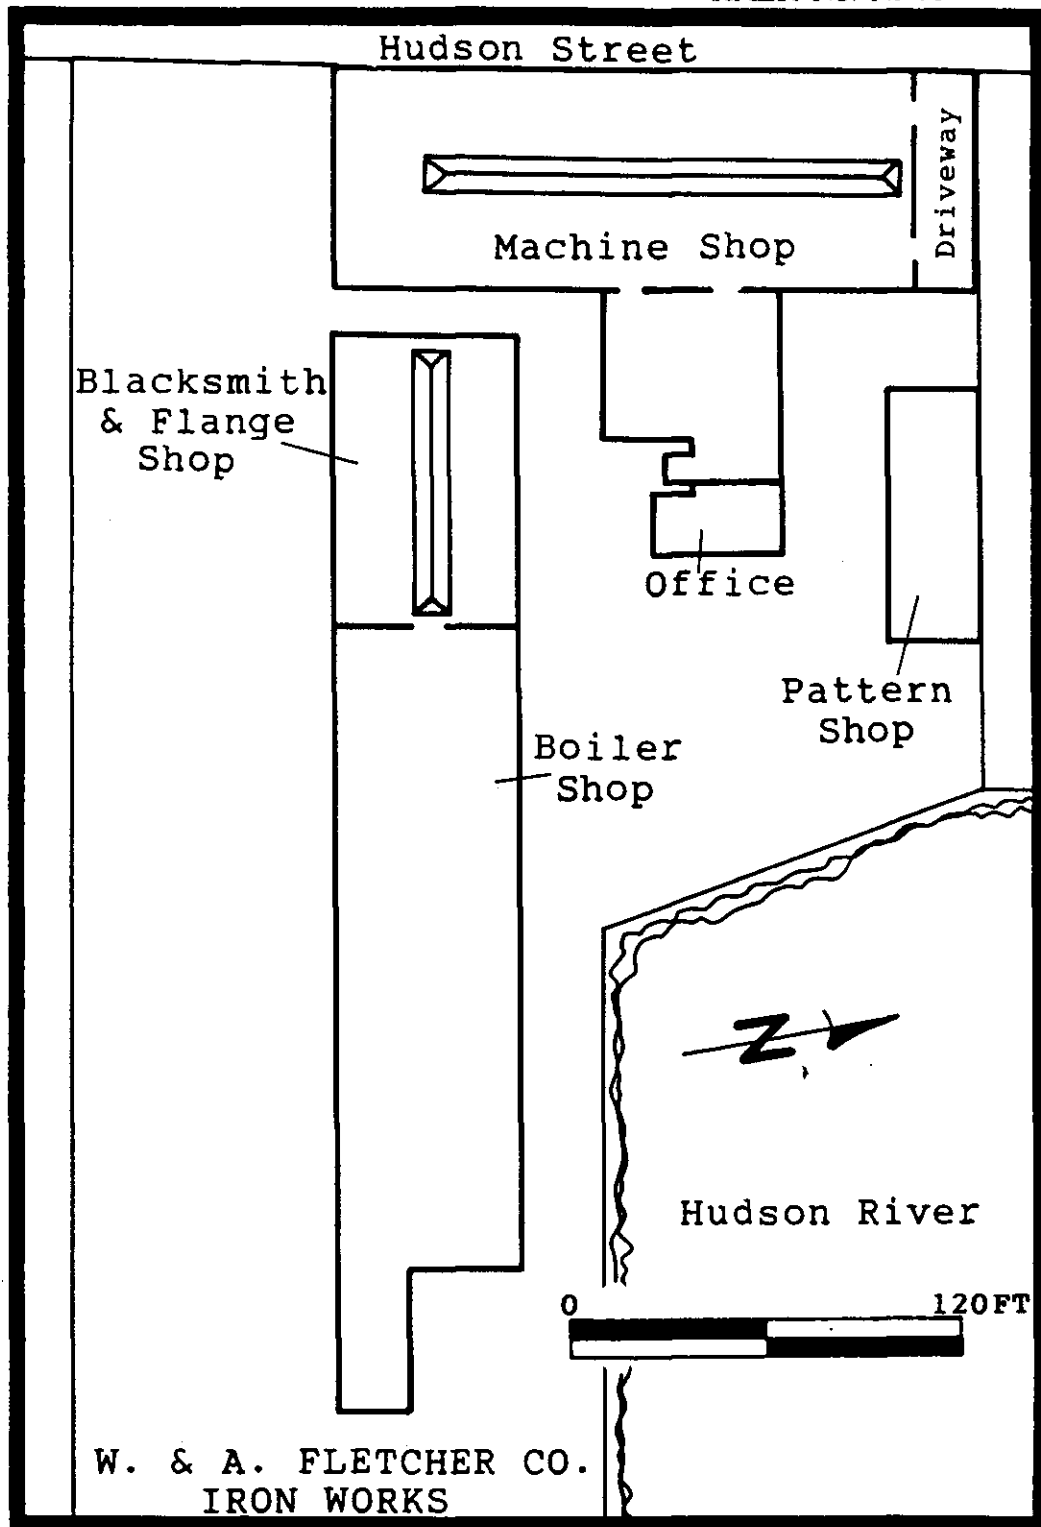 Hudson Street
Driveway
Machine Shop
Blacksmith
& Flange
Shop
Office
Pattern
Shop
Boiler
Shop
N
Hudson River
0 120FT
W. & A. FLETCHER CO.
IRON WORKS